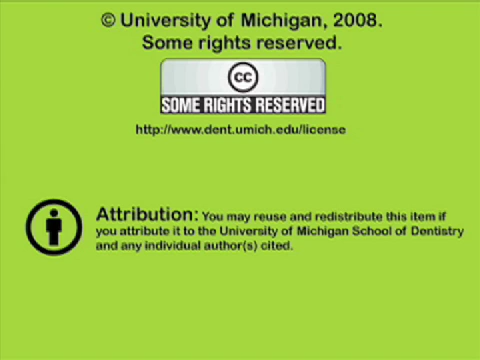 © University of Michigan, 2008.
Some rights reserved.
cc
SOME RIGHTS RESERVED
http://www.dent.umich.edu/license
Attribution: You may reuse and redistribute this item if
you attribute it to the University of Michigan School of Dentistry
and any individual author(s) cited.